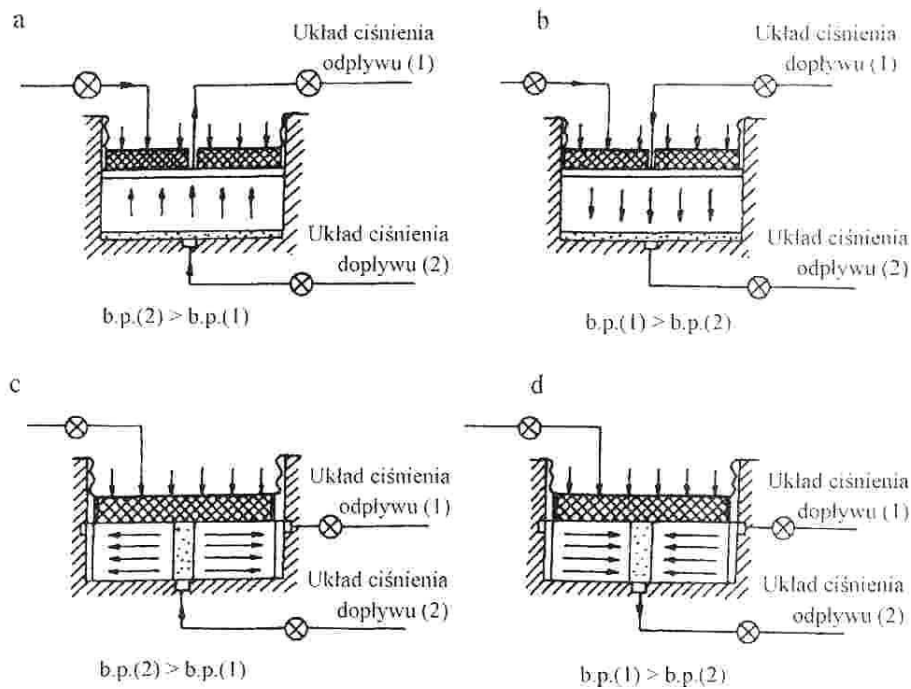 a
Układ ciśnienia
odpływu (1)
Układ ciśnienia
dopływu (2)
b.p.(2) > b.p.(1)
b
Układ ciśnienia
dopływu (1)
Układ ciśnienia
odpływu (2)
b.p.(1) > b.p.(2)
c
Układ ciśnienia
odpływu (1)
Układ ciśnienia
dopływu (2)
b.p.(2) > b.p.(1)
d
Układ ciśnienia
dopływu (1)
Układ ciśnienia
odpływu (2)
b.p.(1) > b.p.(2)